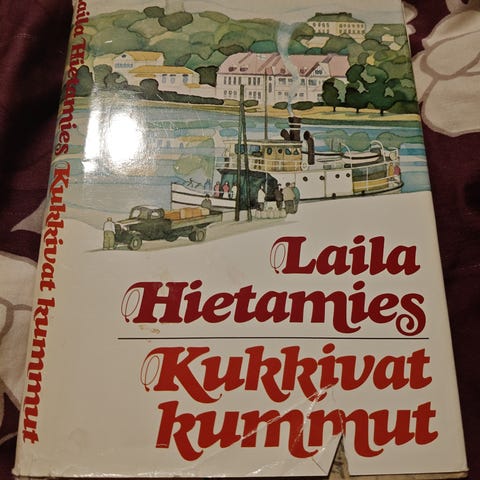 Laila Hietamies Kukkivat kummut
Laila
Hietamies
Kukkivat
kummut